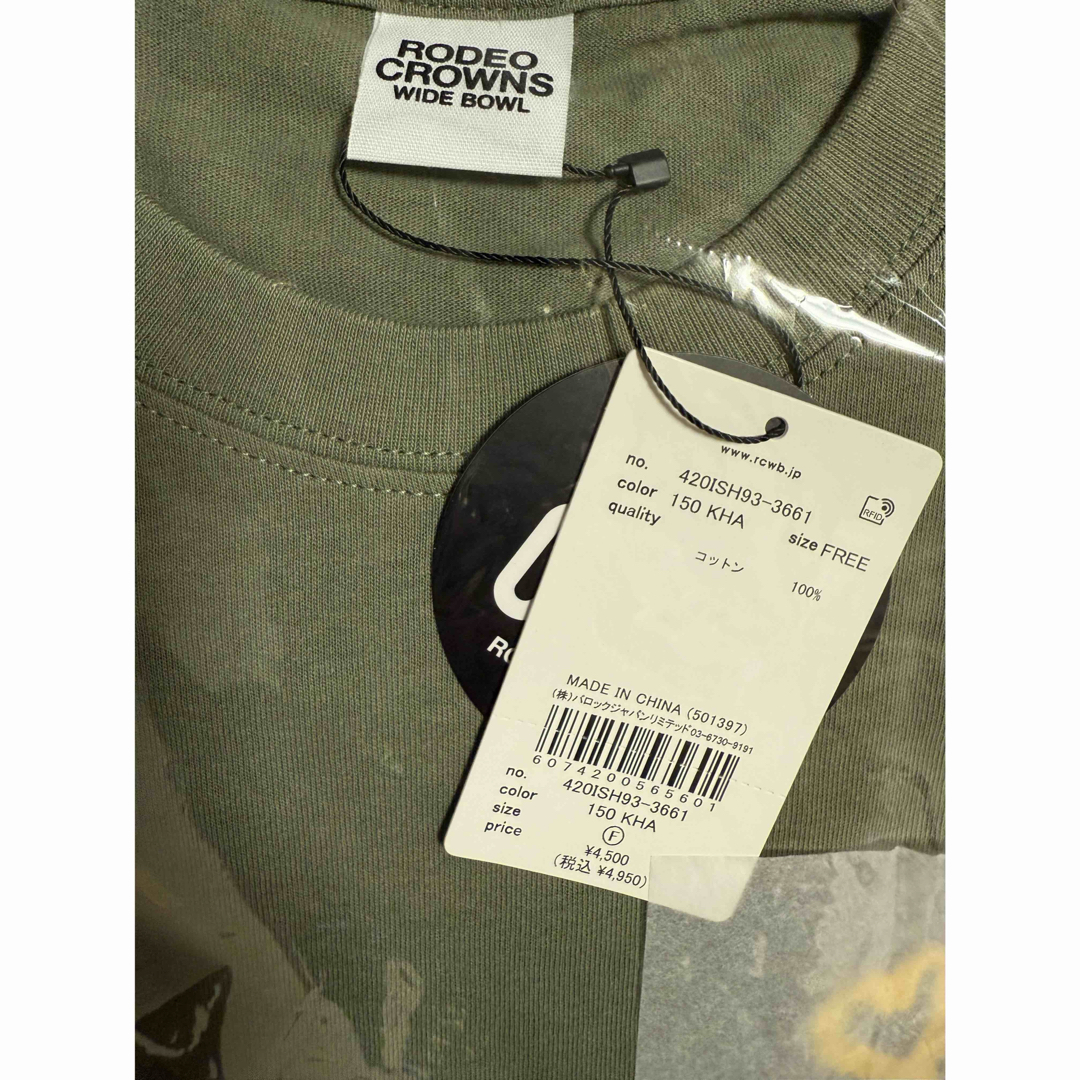 RODEO
CROWNS
WIDE BOWL
www.rcwb.jp
no. 420ISH93-3661
color 150 KHA
quality
size FREE
RFID
コットン 100%
MADE IN CHINA (501397)
(株)バロックジャパンリミテッド03-6730-9191
6074200565601
no. 420ISH93-3661
color 150 KHA
size F
price ¥4,500
(税込 ¥4,950)